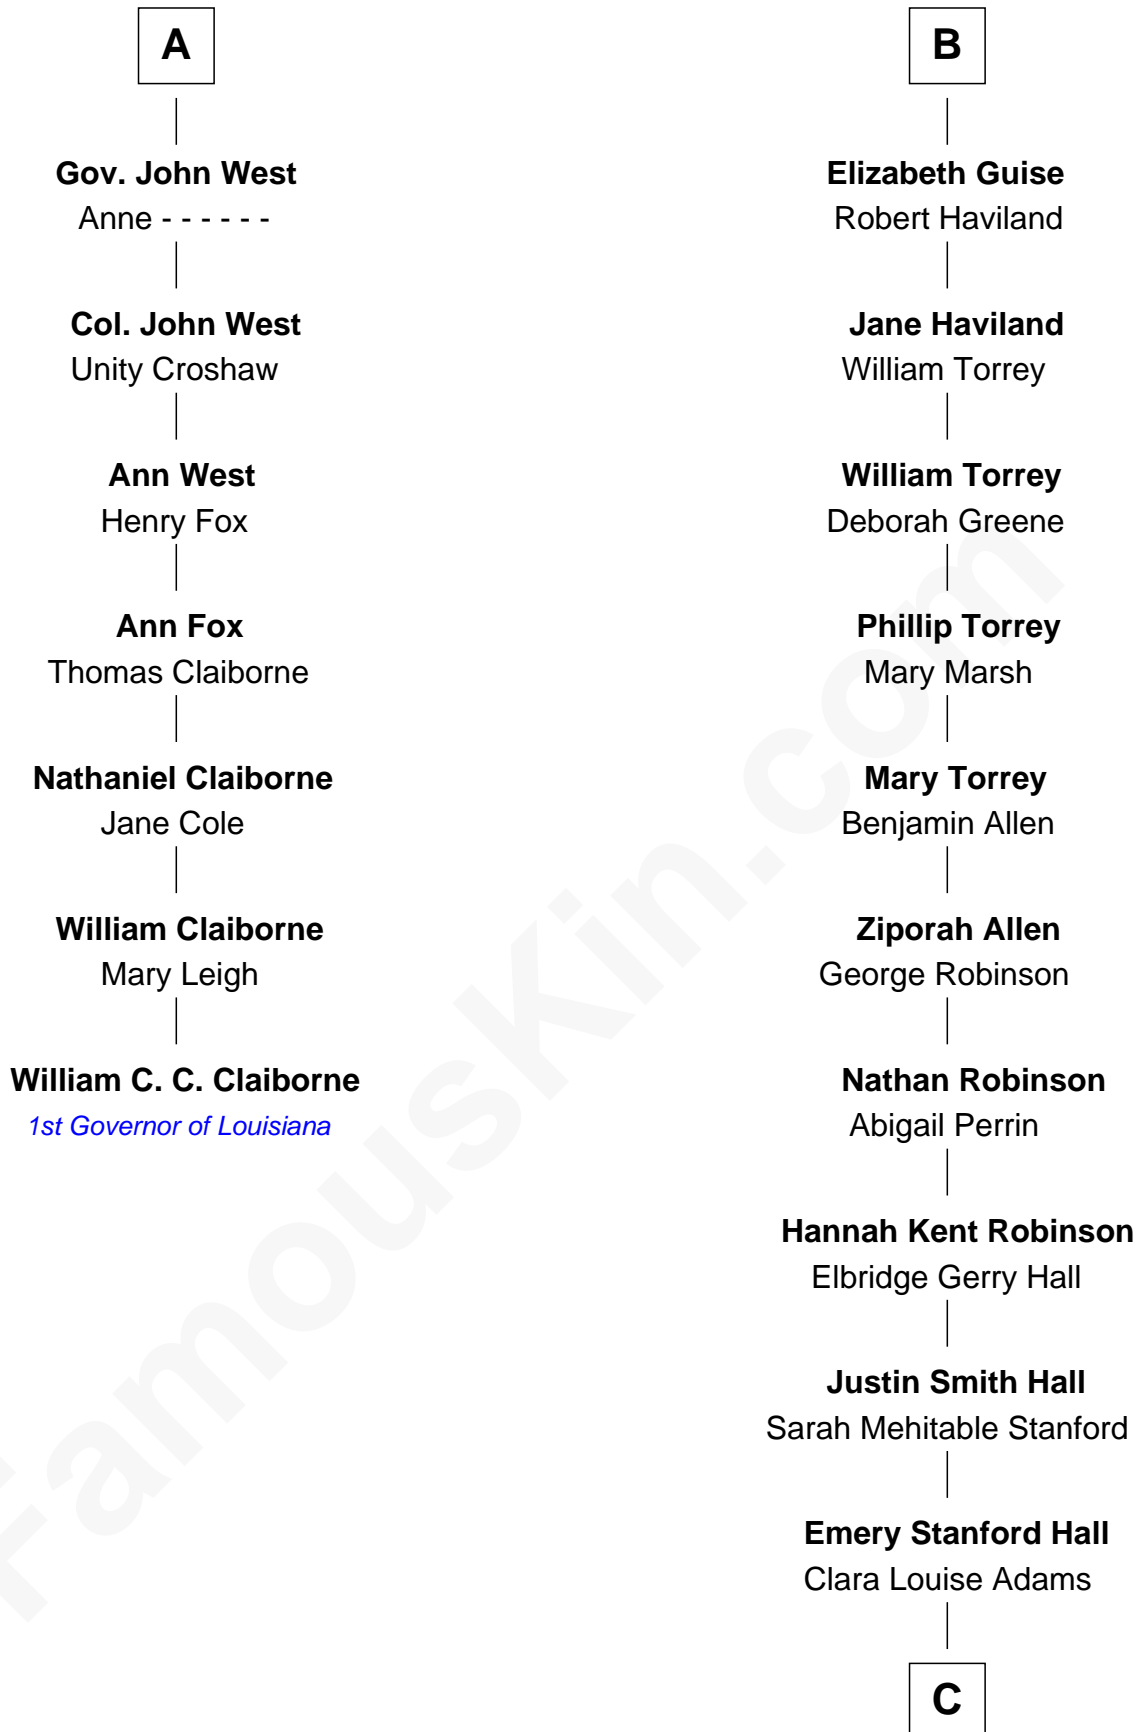 A
Gov. John West
Anne - - - - - -
Col. John West
Unity Croshaw
Ann West
Henry Fox
Ann Fox
Thomas Claiborne
Nathaniel Claiborne
Jane Cole
William Claiborne
Mary Leigh
William C. C. Claiborne
1st Governor of Louisiana
B
Elizabeth Guise
Robert Haviland
Jane Haviland
William Torrey
William Torrey
Deborah Greene
Phillip Torrey
Mary Marsh
Mary Torrey
Benjamin Allen
Ziporah Allen
George Robinson
Nathan Robinson
Abigail Perrin
Hannah Kent Robinson
Elbridge Gerry Hall
Justin Smith Hall
Sarah Mehitable Stanford
Emery Stanford Hall
Clara Louise Adams
C
FamousKin.com